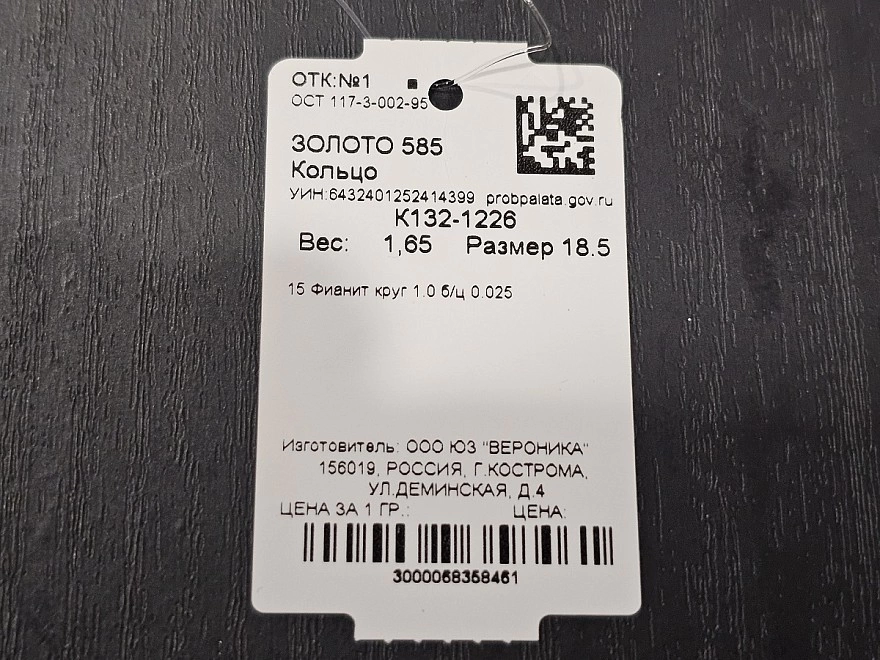 ОТК:№1
ОСТ 117-3-002-95
ЗОЛОТО 585
Кольцо
УИН:6432401252414399 probpalata.gov.ru
К132-1226
Вес: 1,65 Размер 18.5
15 Фианит круг 1.0 б/ц 0.025
Изготовитель: ООО ЮЗ "ВЕРОНИКА"
156019, РОССИЯ, Г.КОСТРОМА,
УЛ.ДЕМИНСКАЯ, Д.4
ЦЕНА ЗА 1 ГР.: ЦЕНА:
3000068358461